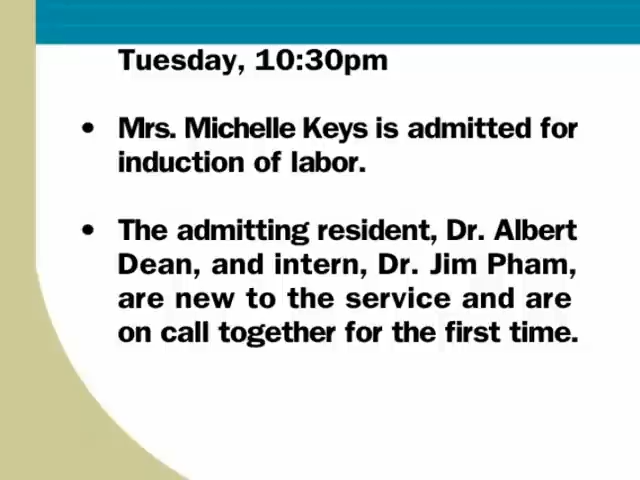 Tuesday, 10:30pm
• Mrs. Michelle Keys is admitted for
induction of labor.
• The admitting resident, Dr. Albert
Dean, and intern, Dr. Jim Pham,
are new to the service and are
on call together for the first time.